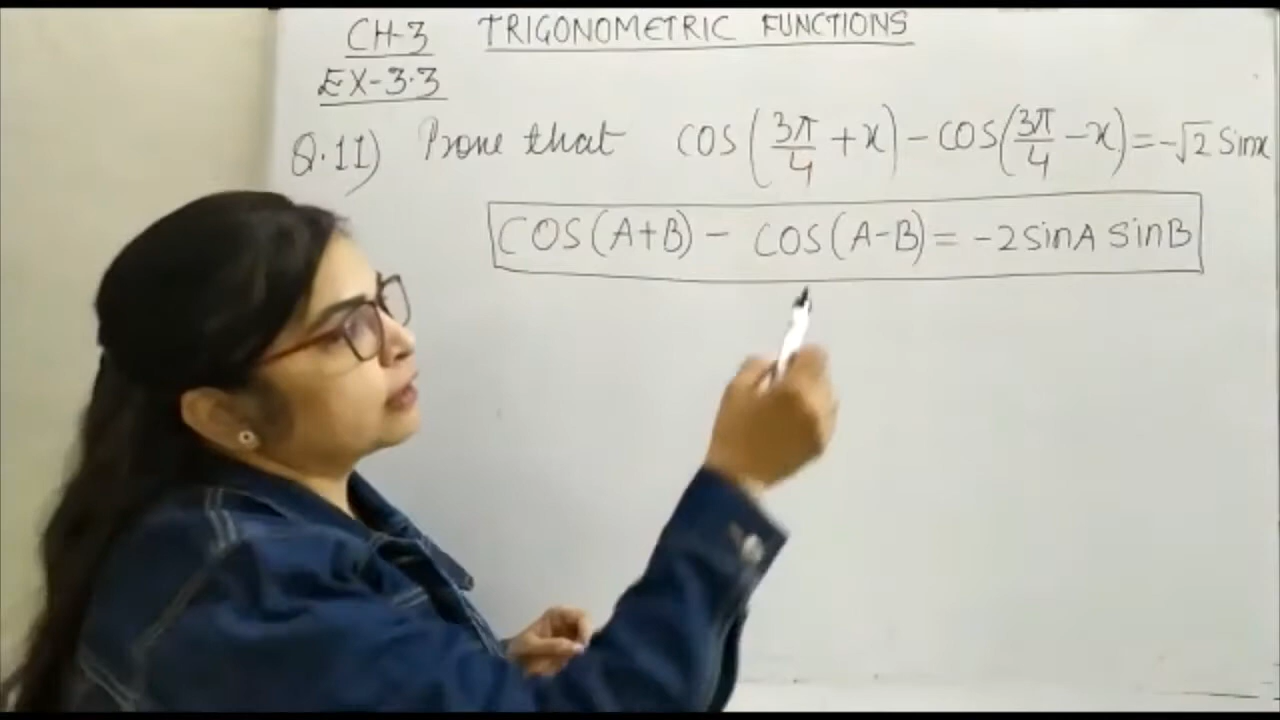 CH-3 TRIGONOMETRIC FUNCTIONS
EX-3.3
Q.11) Prove that cos(3π/4 + x) - cos(3π/4 - x) = -√2 Sinx
COS(A+B) - COS(A-B) = -2SinA SinB